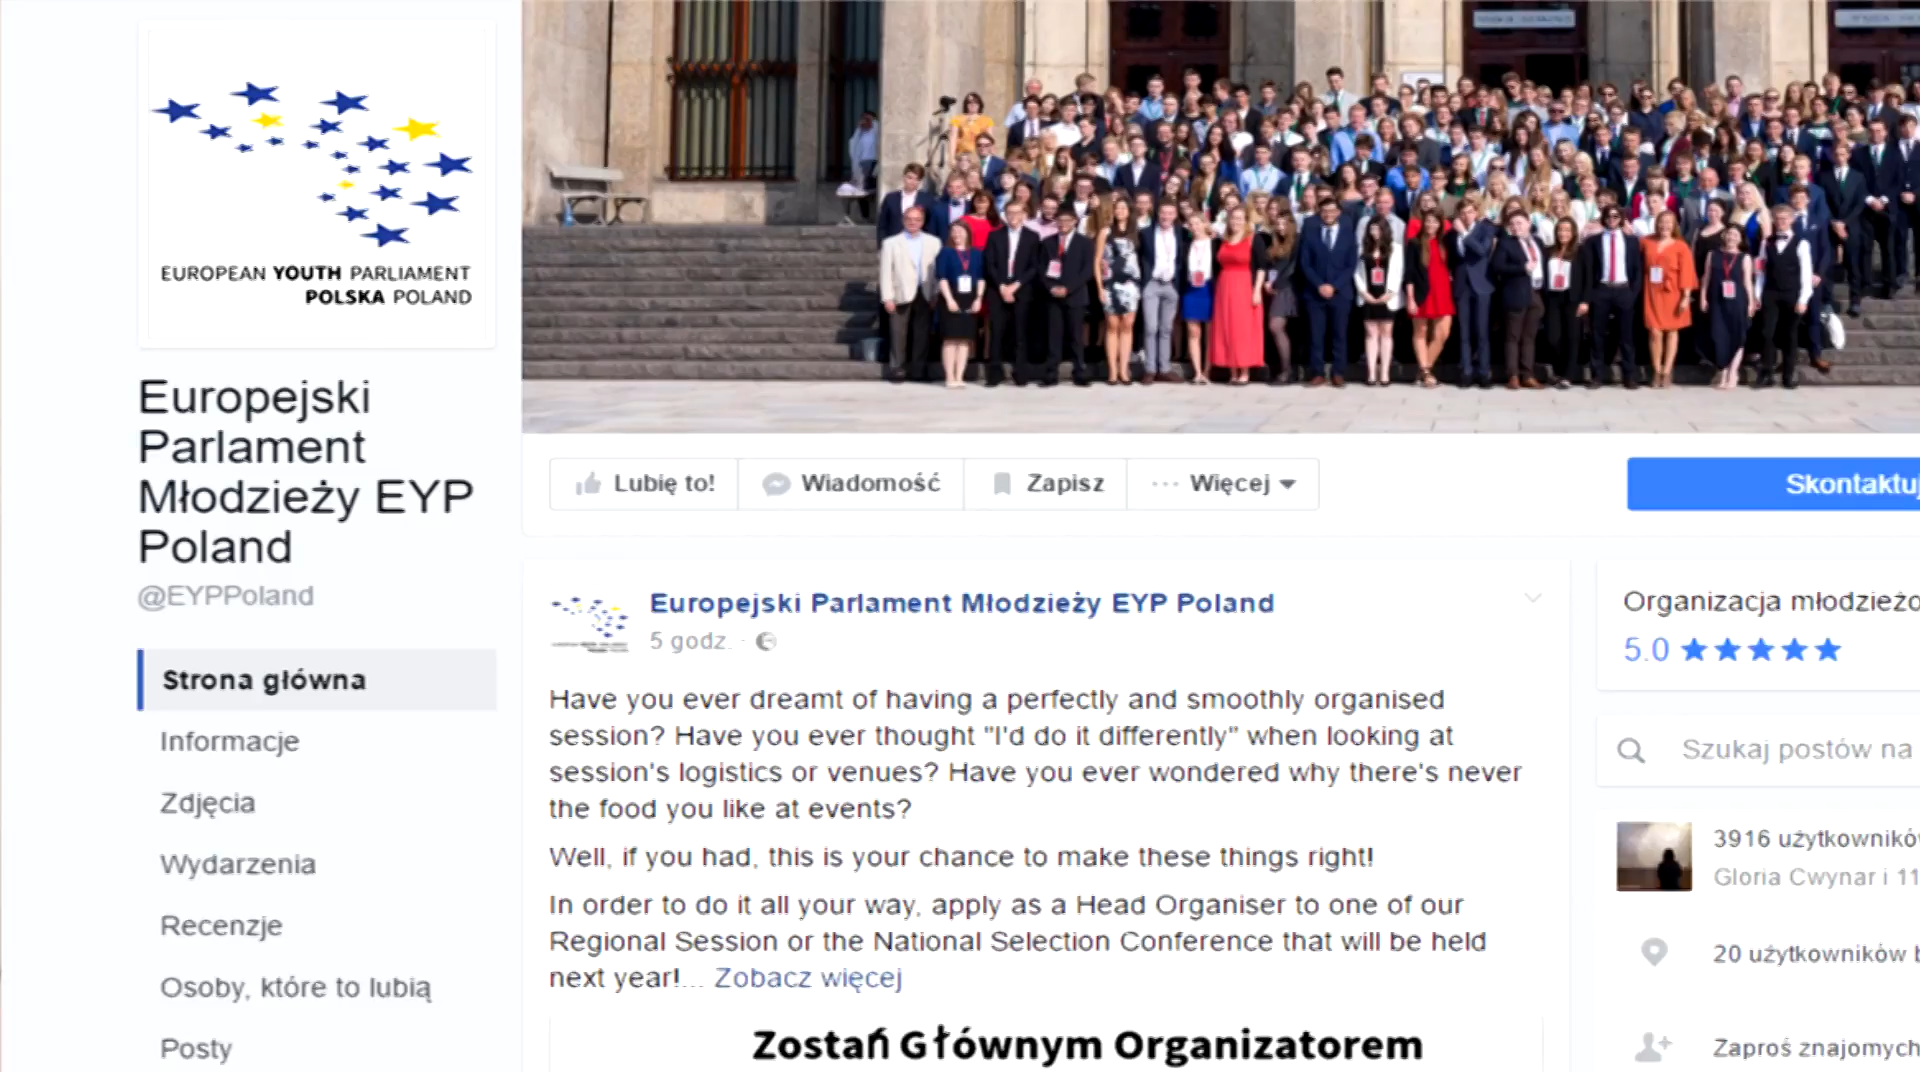 EUROPEAN YOUTH PARLIAMENT
POLSKA POLAND
Europejski
Parlament
Młodzieży EYP
Poland
@EYPPoland
Strona główna
Informacje
Zdjęcia
Wydarzenia
Recenzje
Osoby, które to lubią
Posty
Lubię to!
Wiadomość
Zapisz
Więcej
Europejski Parlament Młodzieży EYP Poland
5 godz.
Have you ever dreamt of having a perfectly and smoothly organised
session? Have you ever thought "I'd do it differently" when looking at
session's logistics or venues? Have you ever wondered why there's never
the food you like at events?
Well, if you had, this is your chance to make these things right!
In order to do it all your way, apply as a Head Organiser to one of our
Regional Session or the National Selection Conference that will be held
next year!... Zobacz więcej
Zostań Głównym Organizatorem
Skontaktuj
Organizacja młodzieżo
5.0
Szukaj postów na
3916 użytkownikó
Gloria Cwynar i 11
20 użytkowników b
Zaproś znajomych